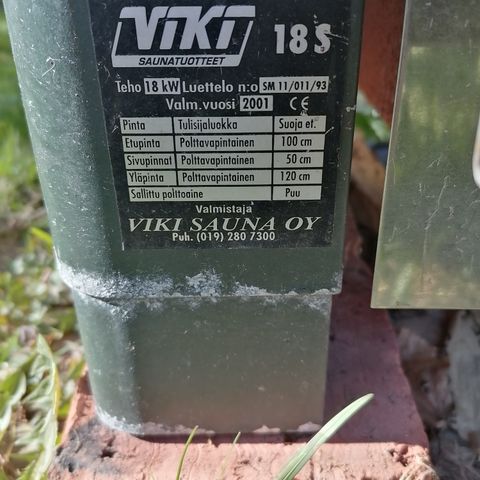 VIKI 18 S
SAUNATUOTTEET
Teho 18 kW Luettelo n:o SM 11/011/93
Valm.vuosi 2001 CE
Pinta Tulisijaluokka Suoja et.
Etupinta Polttavapintainen 100 cm
Sivupinnat Polttavapintainen 50 cm
Yläpinta Polttavapintainen 120 cm
Sallittu polttoaine Puu
Valmistaja
VIKI SAUNA OY
Puh. (019) 280 7300